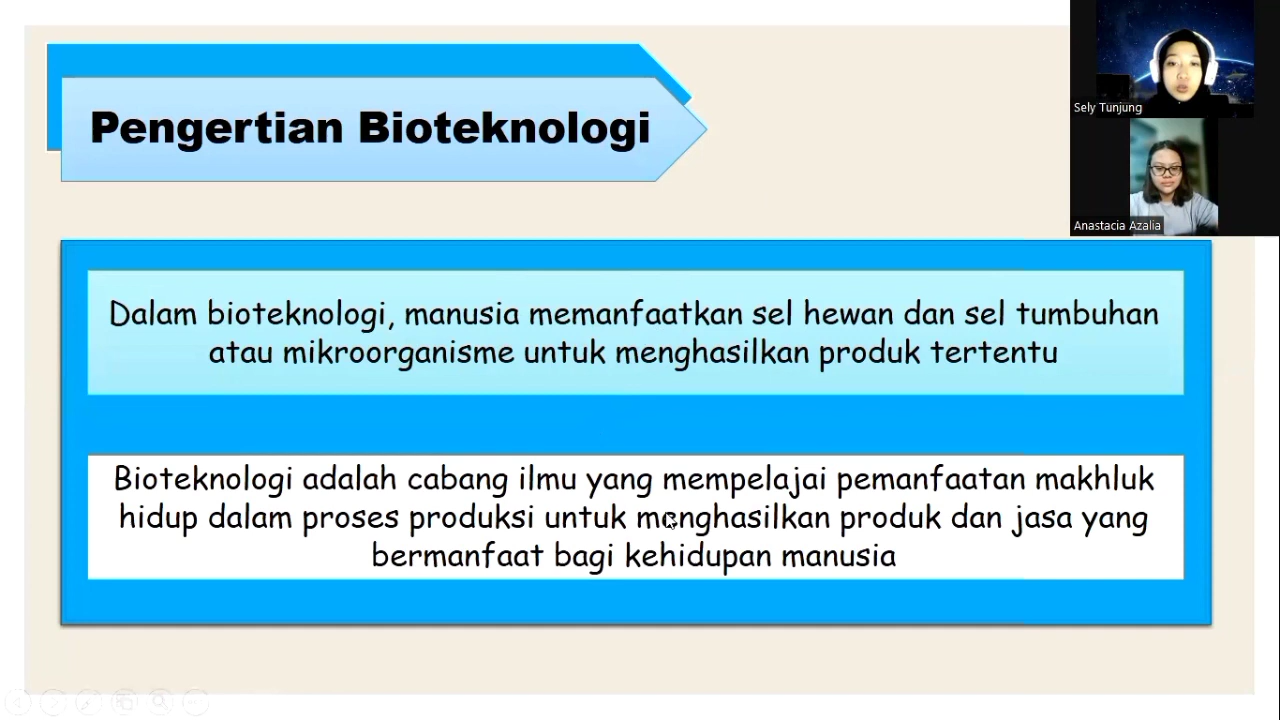 Pengertian Bioteknologi
Sely Tunjung
Anastacia Azalia
Dalam bioteknologi, manusia memanfaatkan sel hewan dan sel tumbuhan
atau mikroorganisme untuk menghasilkan produk tertentu
Bioteknologi adalah cabang ilmu yang mempelajai pemanfaatan makhluk
hidup dalam proses produksi untuk menghasilkan produk dan jasa yang
bermanfaat bagi kehidupan manusia